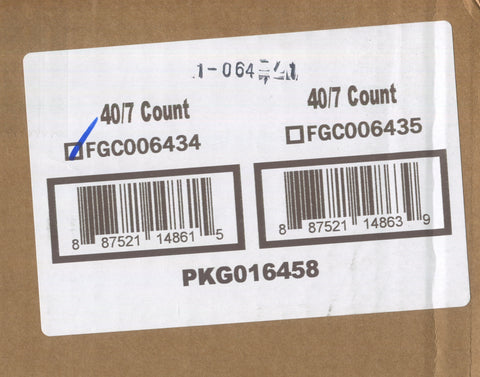 40/7 Count
40/7 Count
FGC006434
FGC006435
8 87521 14861 5
8 87521 14863 9
PKG016458